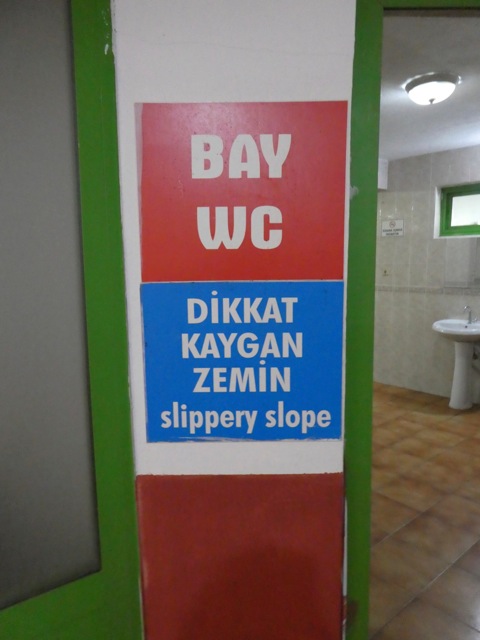 BAY
WC
DİKKAT
KAYGAN
ZEMİN
slippery slope